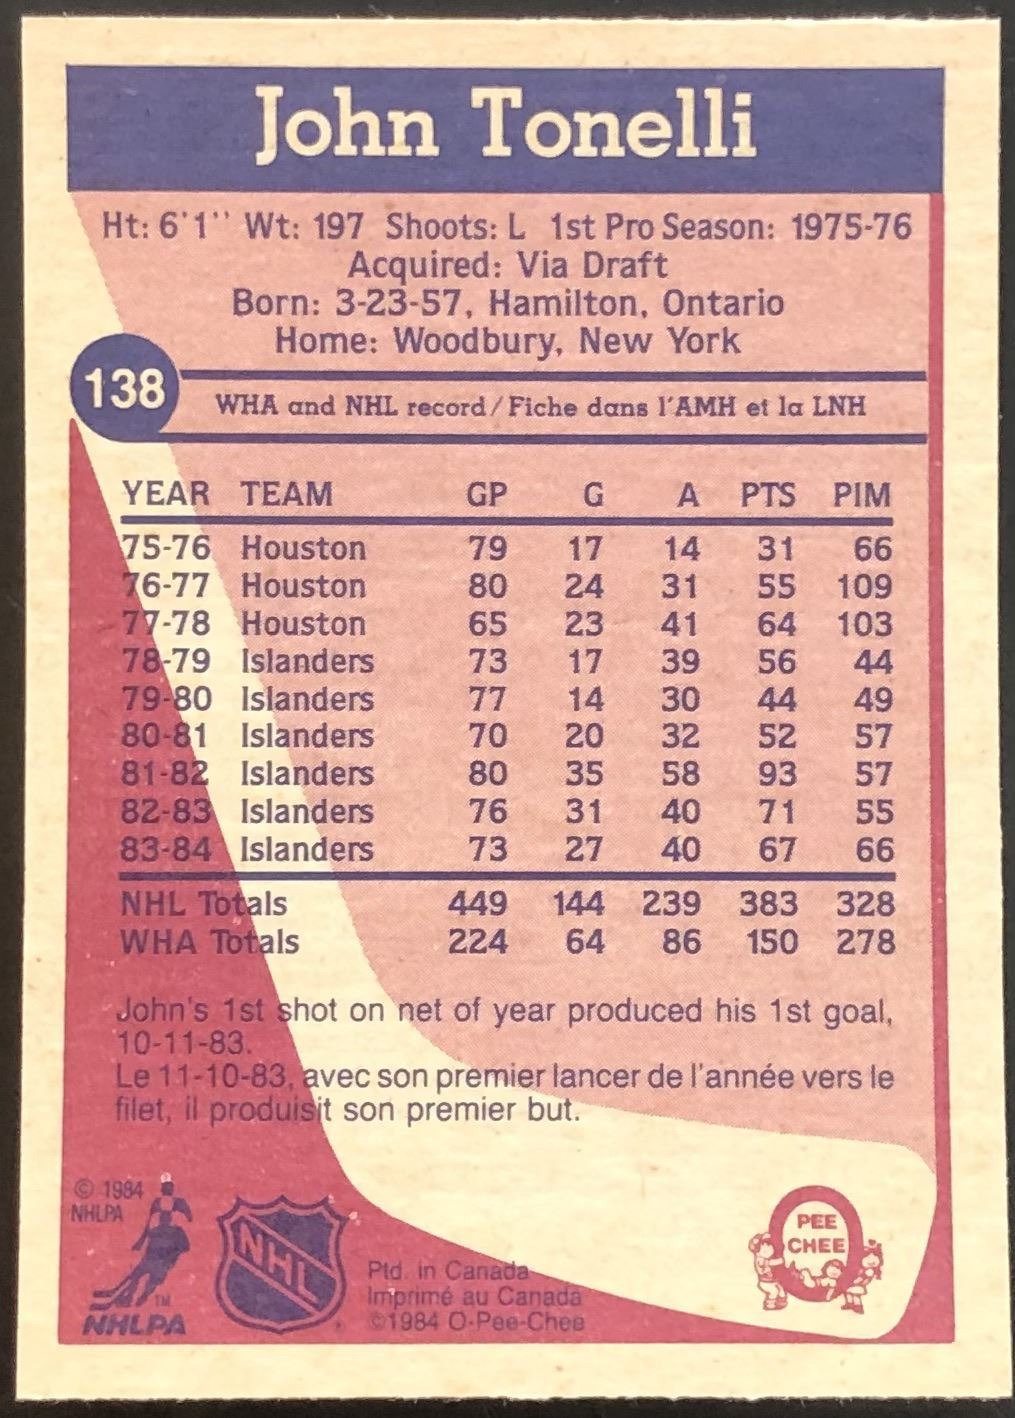 John Tonelli
Ht: 6'1" Wt: 197 Shoots: L 1st Pro Season: 1975-76
Acquired: Via Draft
Born: 3-23-57, Hamilton, Ontario
Home: Woodbury, New York
138
WHA and NHL record/Fiche dans l'AMH et la LNH
YEAR TEAM GP G A PTS PIM
75-76 Houston 79 17 14 31 66
76-77 Houston 80 24 31 55 109
77-78 Houston 65 23 41 64 103
78-79 Islanders 73 17 39 56 44
79-80 Islanders 77 14 30 44 49
80-81 Islanders 70 20 32 52 57
81-82 Islanders 80 35 58 93 57
82-83 Islanders 76 31 40 71 55
83-84 Islanders 73 27 40 67 66
NHL Totals 449 144 239 383 328
WHA Totals 224 64 86 150 278
John's 1st shot on net of year produced his 1st goal,
10-11-83.
Le 11-10-83, avec son premier lancer de l'année vers le
filet, il produisit son premier but.
© 1984
NHLPA
TM
NHLPA
NHL
Ptd. in Canada
Imprimé au Canada
©1984 O-Pee-Chee
PEE
CHEE